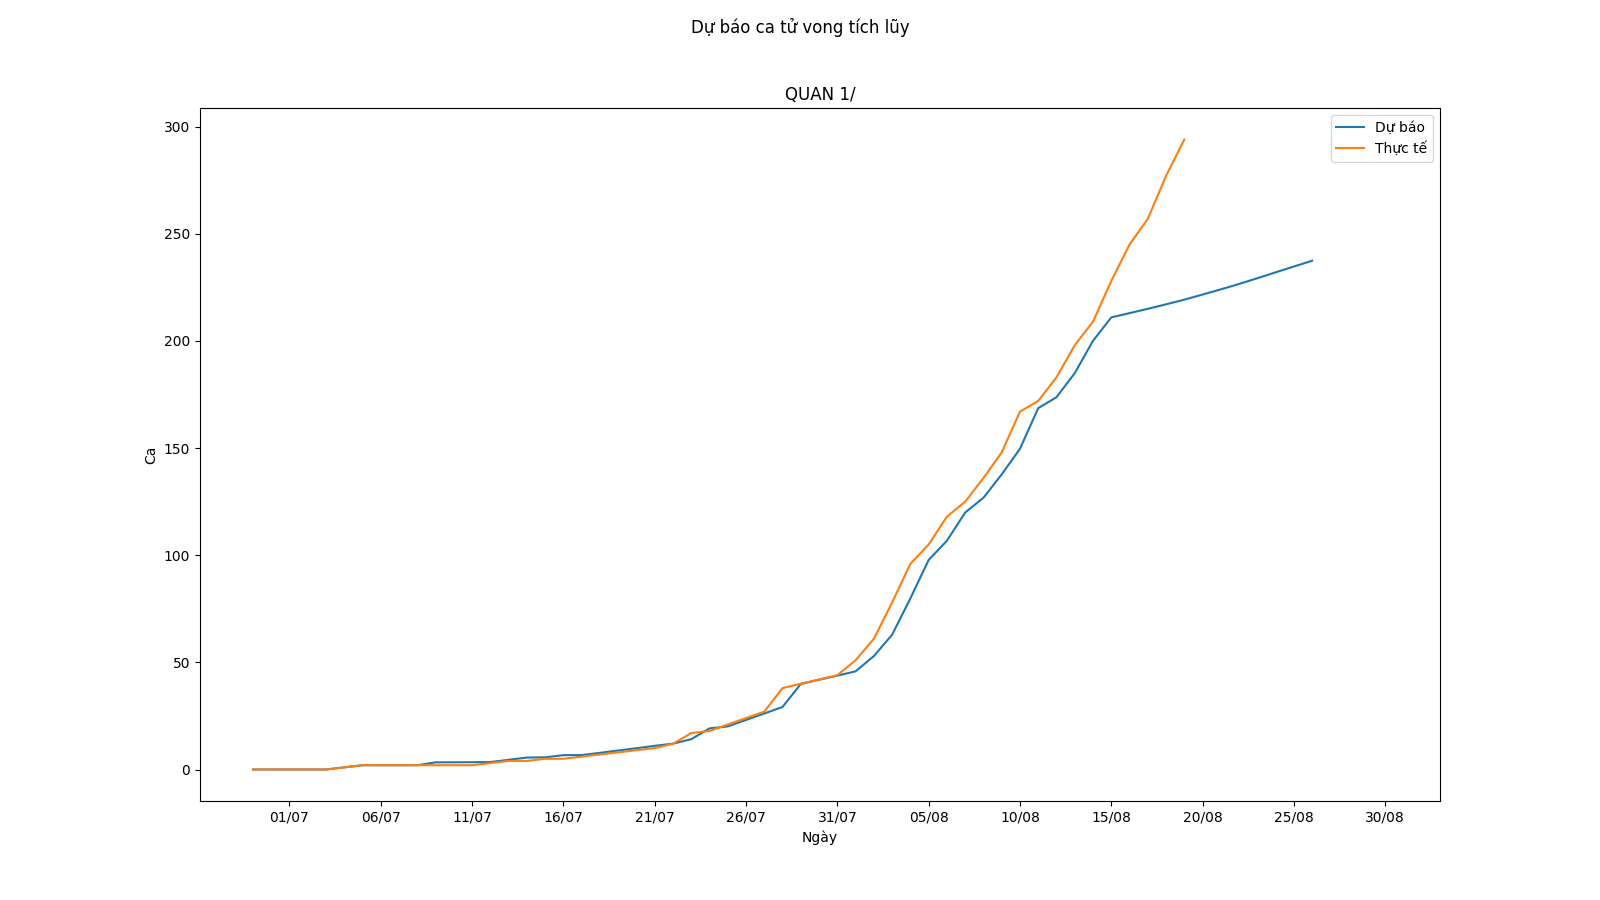 Dự báo ca tử vong tích lũy
QUAN 1/
Dự báo
Thực tế
300
250
200
150
100
50
0
Ca
01/07 06/07 11/07 16/07 21/07 26/07 31/07 05/08 10/08 15/08 20/08 25/08 30/08
Ngày